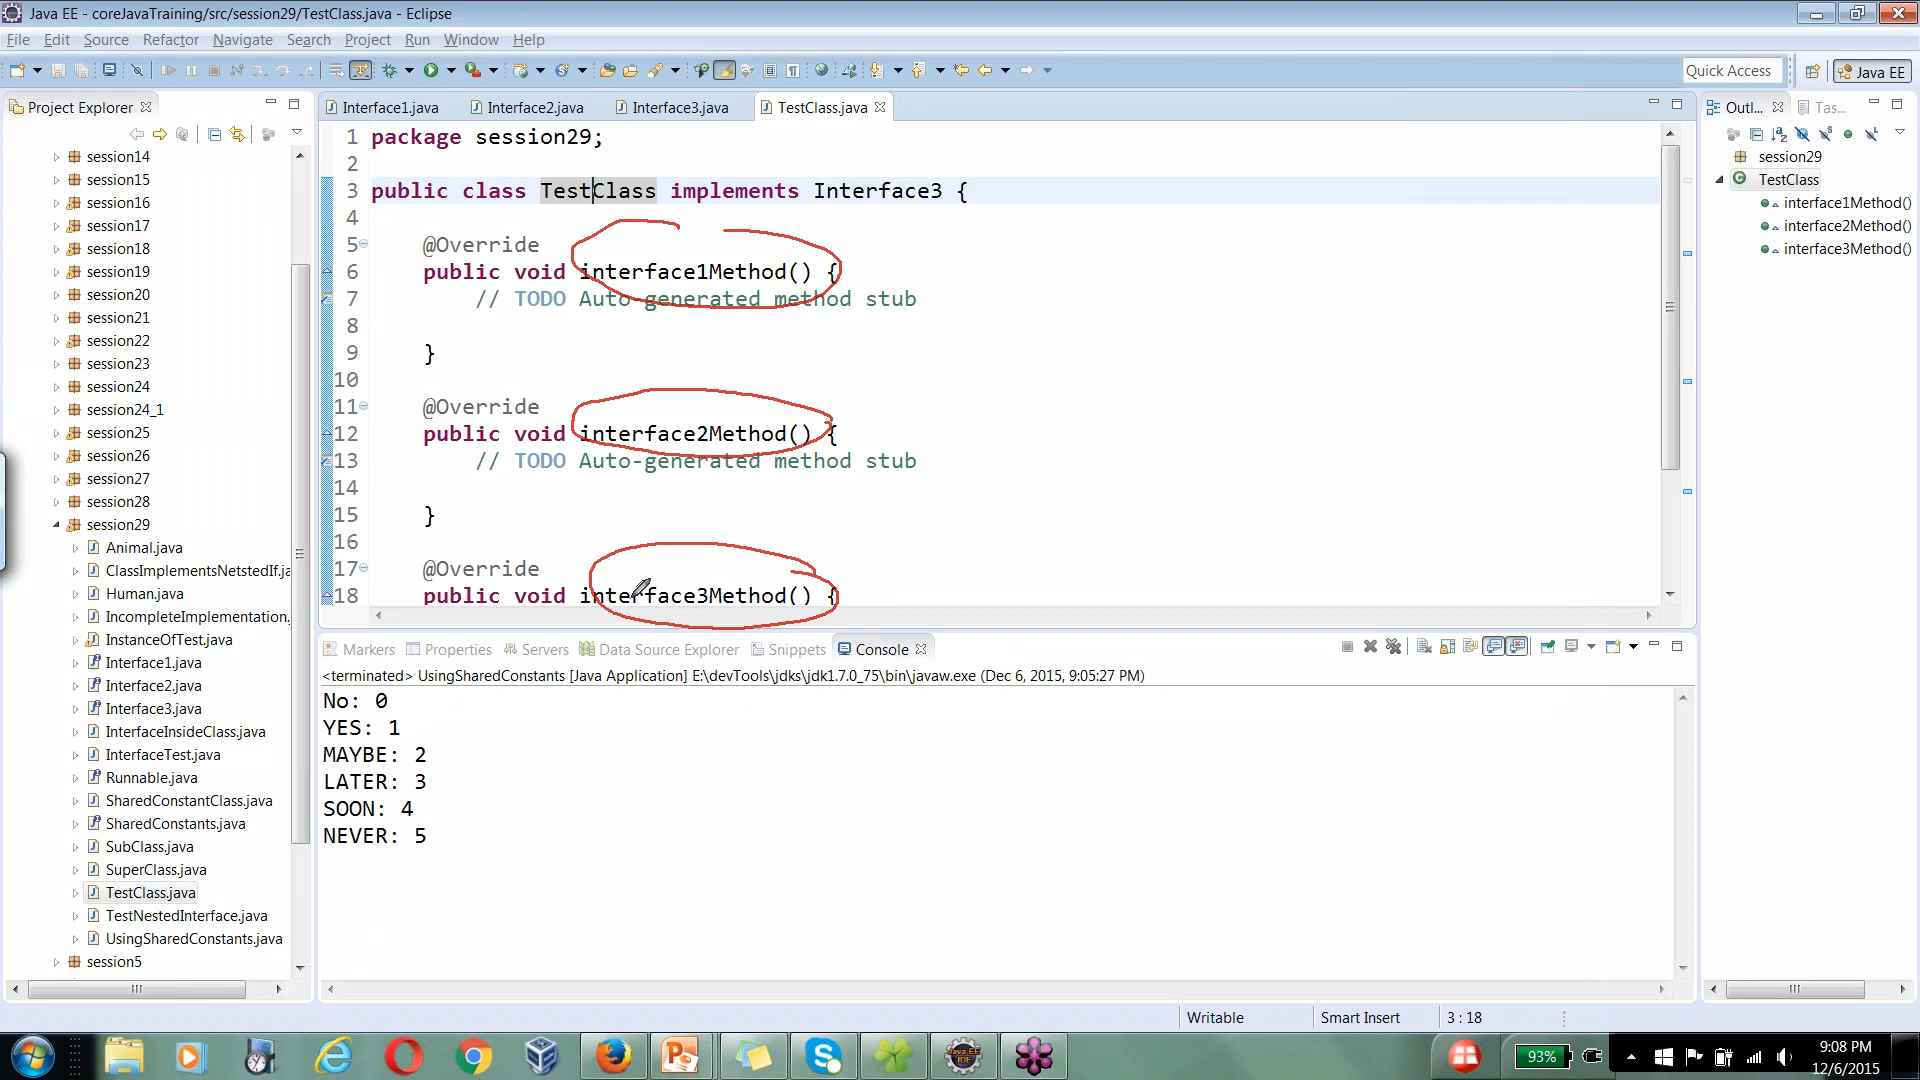 Java EE - coreJavaTraining/src/session29/TestClass.java - Eclipse
File Edit Source Refactor Navigate Search Project Run Window Help
Quick Access
Java EE
Project Explorer
session14
session15
session16
session17
session18
session19
session20
session21
session22
session23
session24
session24_1
session25
session26
session27
session28
session29
Animal.java
ClassImplementsNetstedIf.ja
Human.java
IncompleteImplementation.
InstanceOfTest.java
Interface1.java
Interface2.java
Interface3.java
InterfaceInsideClass.java
InterfaceTest.java
Runnable.java
SharedConstantClass.java
SharedConstants.java
SubClass.java
SuperClass.java
TestClass.java
TestNestedInterface.java
UsingSharedConstants.java
session5
Interface1.java Interface2.java Interface3.java TestClass.java
1 package session29;
2
3 public class TestClass implements Interface3 {
4
5 @Override
6 public void interface1Method() {
7 // TODO Auto-generated method stub
8
9 }
10
11 @Override
12 public void interface2Method() {
13 // TODO Auto-generated method stub
14
15 }
16
17 @Override
18 public void interface3Method() {
Outl... Tas...
session29
TestClass
interface1Method()
interface2Method()
interface3Method()
Markers Properties Servers Data Source Explorer Snippets Console
<terminated> UsingSharedConstants [Java Application] E:\devTools\jdks\jdk1.7.0_75\bin\javaw.exe (Dec 6, 2015, 9:05:27 PM)
No: 0
YES: 1
MAYBE: 2
LATER: 3
SOON: 4
NEVER: 5
Writable Smart Insert 3 : 18
93%
9:08 PM
12/6/2015